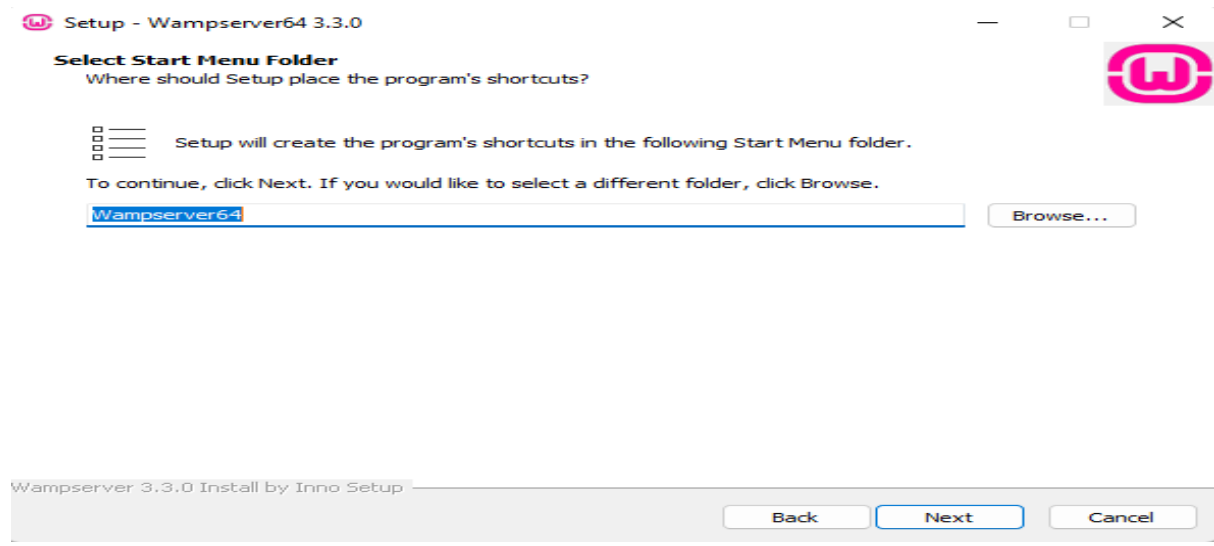 Setup - Wampserver64 3.3.0
Select Start Menu Folder
Where should Setup place the program's shortcuts?
Setup will create the program's shortcuts in the following Start Menu folder.
To continue, click Next. If you would like to select a different folder, click Browse.
Wampserver64
Browse...
Wampserver 3.3.0 Install by Inno Setup
Back
Next
Cancel